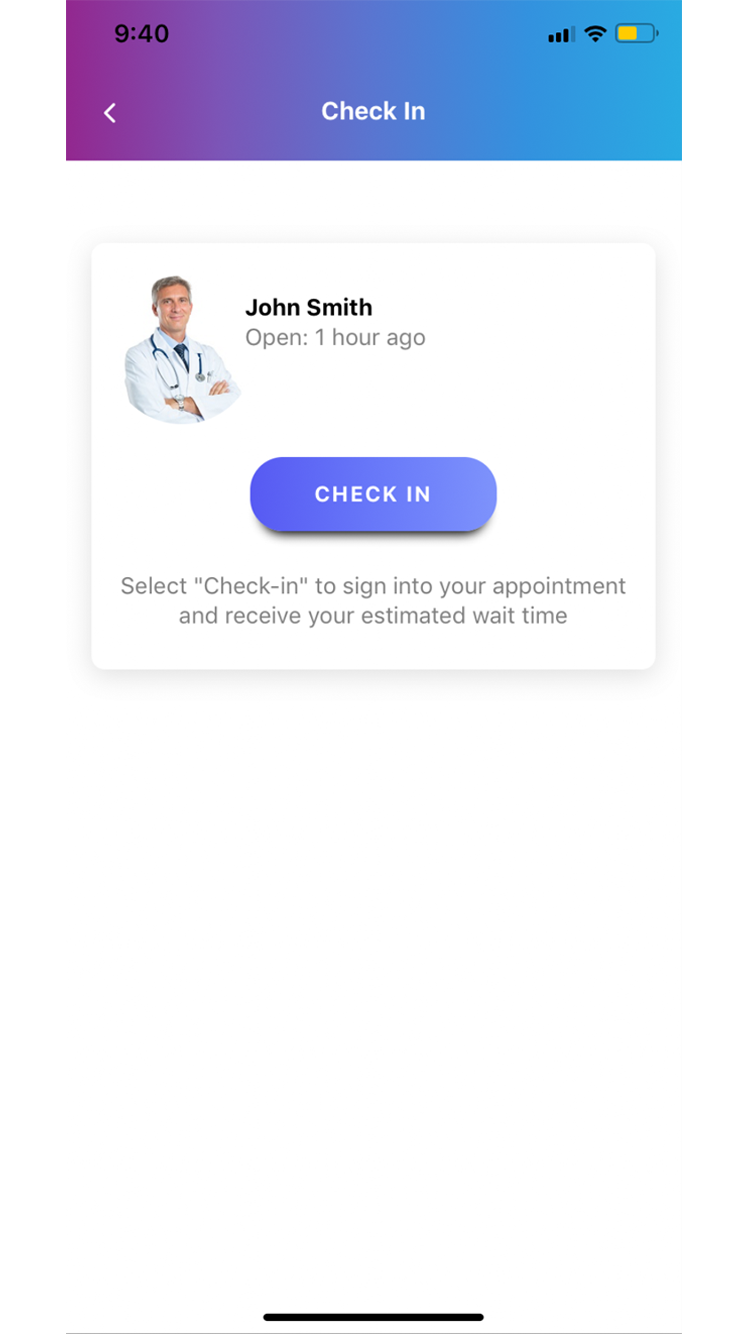 9:40
Check In
John Smith
Open: 1 hour ago
CHECK IN
Select "Check-in" to sign into your appointment
and receive your estimated wait time